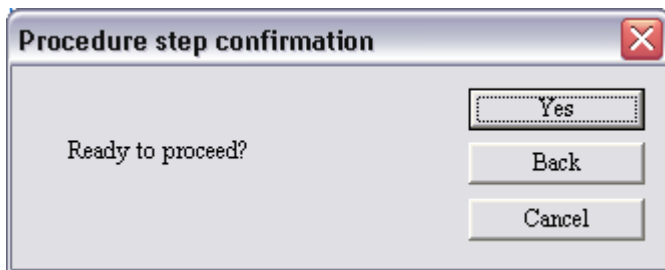 Procedure step confirmation
Ready to proceed?
Yes
Back
Cancel